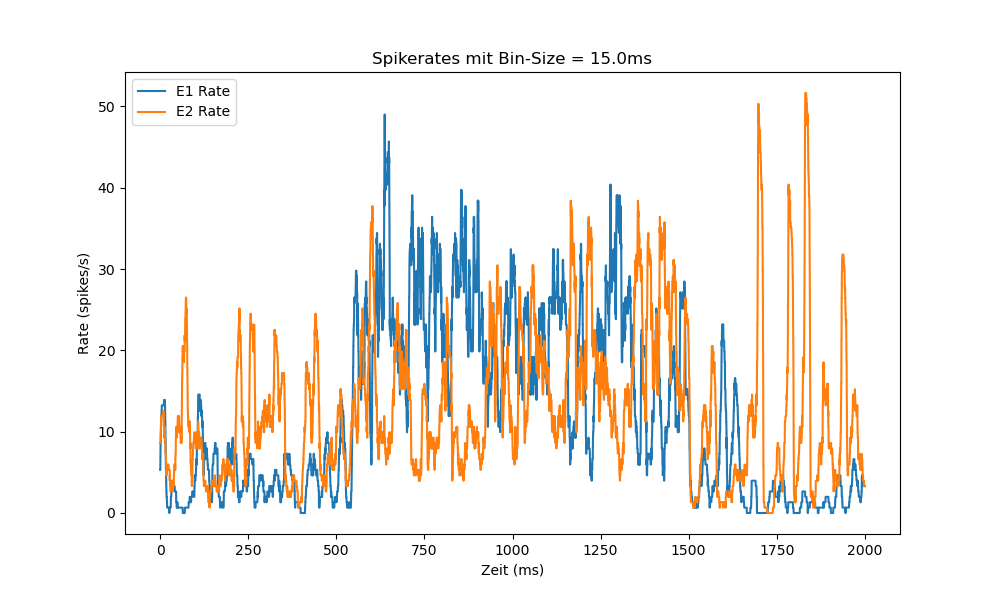 Spikerates mit Bin-Size = 15.0ms
E1 Rate
E2 Rate
50
40
30
20
10
0
Rate (spikes/s)
0 250 500 750 1000 1250 1500 1750 2000
Zeit (ms)